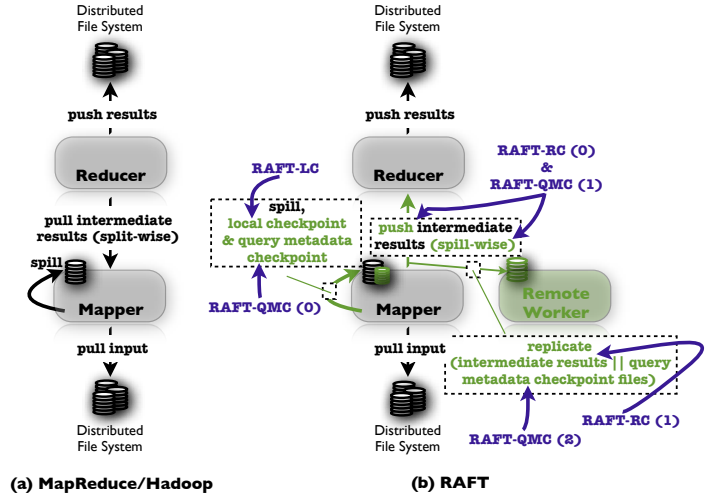 Distributed
File System
push results
Reducer
pull intermediate
results (split-wise)
spill
Mapper
pull input
Distributed
File System
(a) MapReduce/Hadoop
Distributed
File System
push results
Reducer
RAFT-RC (0)
&
RAFT-QMC (1)
RAFT-LC
spill,
local checkpoint
& query metadata
checkpoint
push intermediate
results (spill-wise)
RAFT-QMC (0)
Mapper
Remote
Worker
pull input
replicate
(intermediate results || query
metadata checkpoint files)
RAFT-RC (1)
RAFT-QMC (2)
Distributed
File System
(b) RAFT